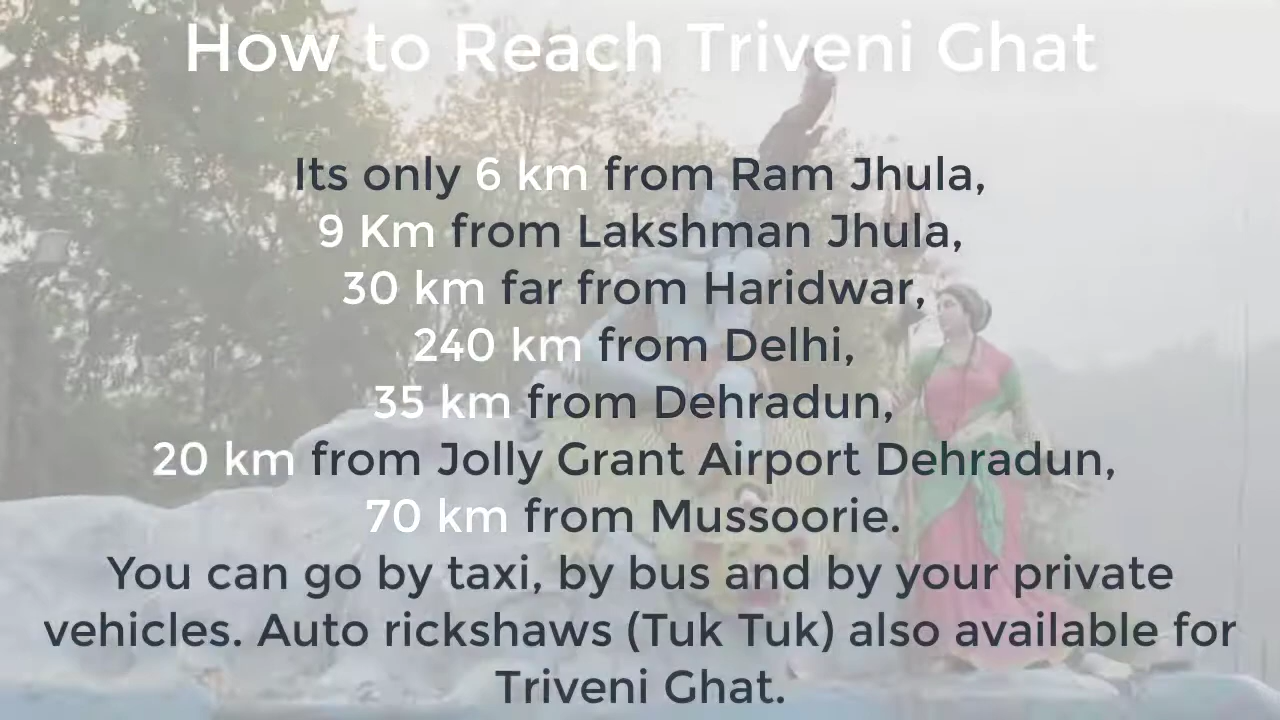 How to Reach Triveni Ghat
Its only 6 km from Ram Jhula,
9 Km from Lakshman Jhula,
30 km far from Haridwar,
240 km from Delhi,
35 km from Dehradun,
20 km from Jolly Grant Airport Dehradun,
70 km from Mussoorie.
You can go by taxi, by bus and by your private
vehicles. Auto rickshaws (Tuk Tuk) also available for
Triveni Ghat.